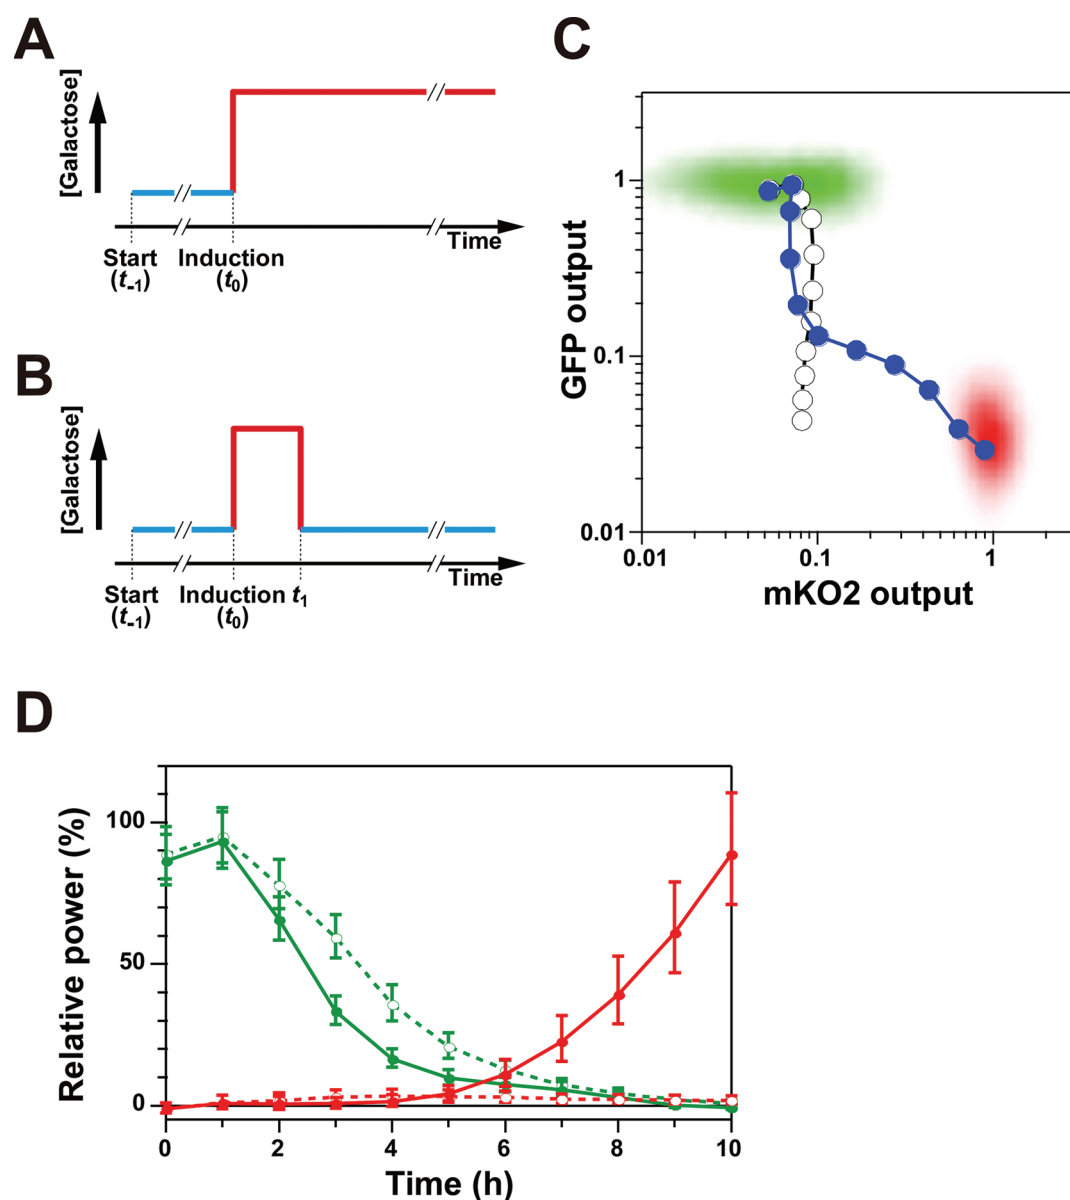 A
[Galactose]
Time
Start Induction
(t-1) (t0)
B
[Galactose]
Time
Start Induction t1
(t-1) (t0)
C
GFP output
1
0.1
0.01
0.01 0.1 1
mKO2 output
D
Relative power (%)
100
50
0
0 2 4 6 8 10
Time (h)